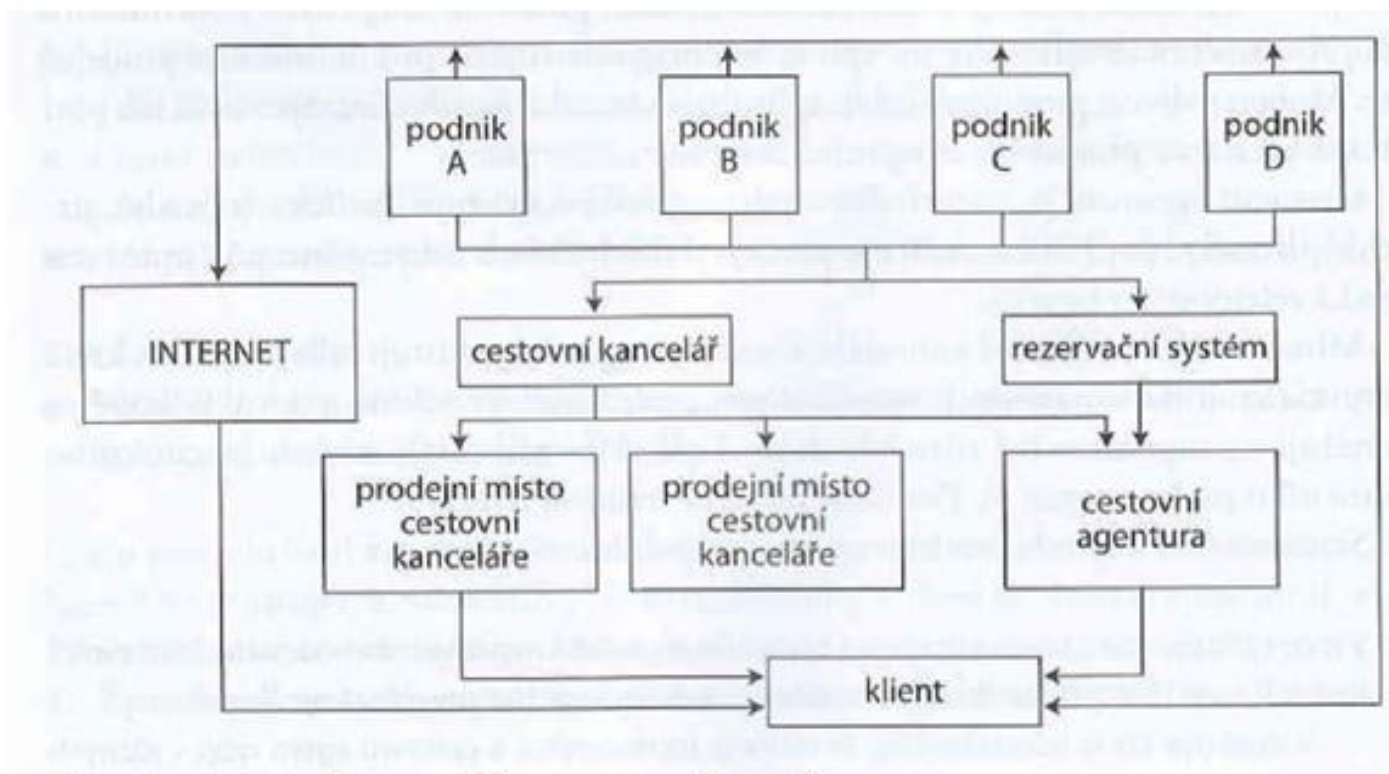 podnik
A
podnik
B
podnik
C
podnik
D
INTERNET
cestovní kancelář
rezervační systém
prodejní místo
cestovní
kanceláře
prodejní místo
cestovní
kanceláře
cestovní
agentura
klient